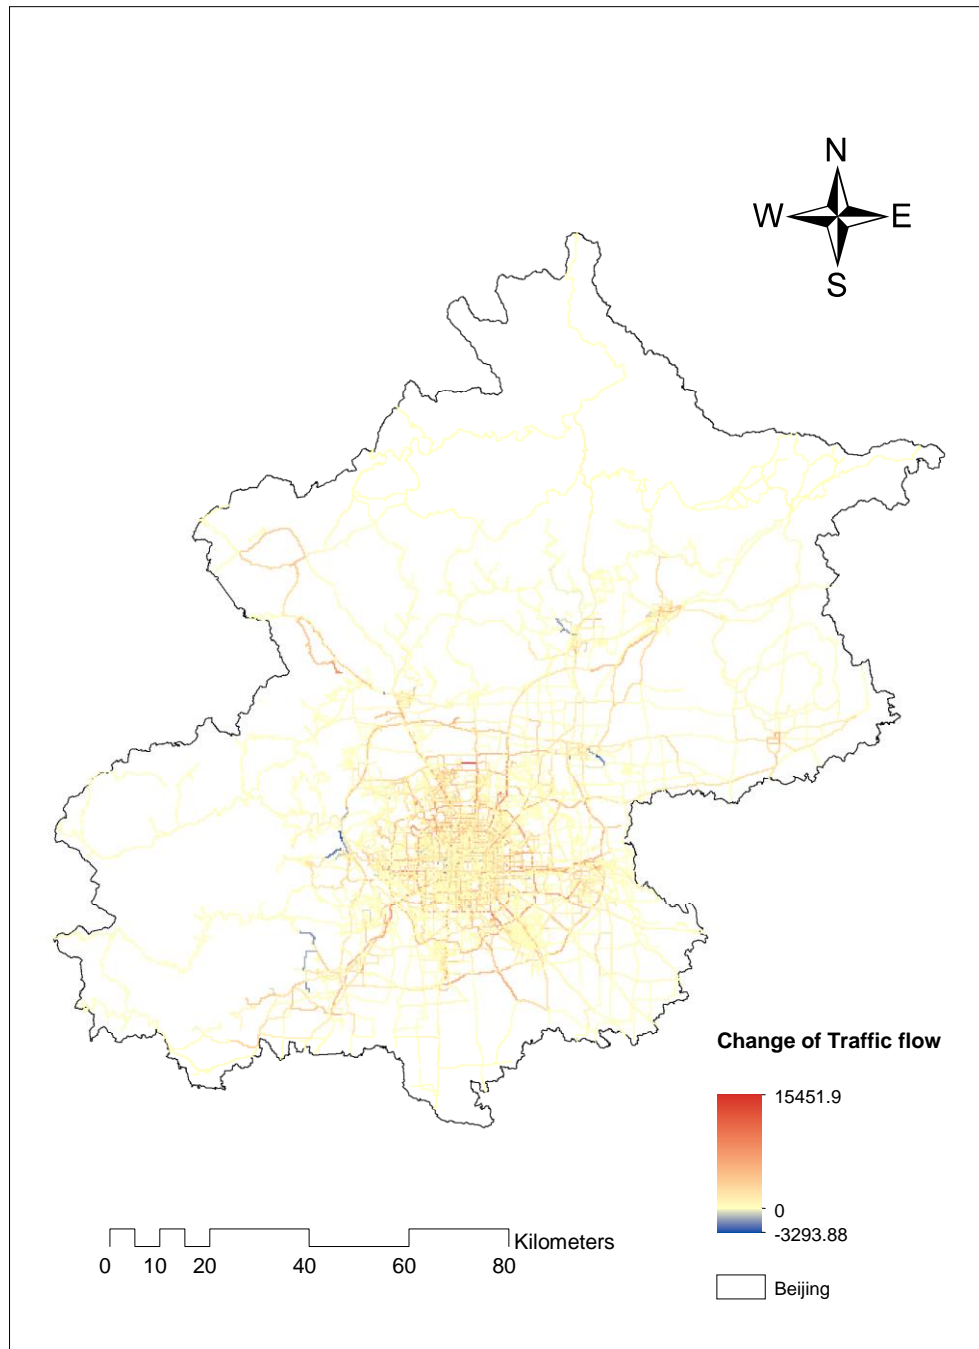 N
W E
S
Change of Traffic flow
15451.9
0
-3293.88
Kilometers
0 10 20 40 60 80
Beijing